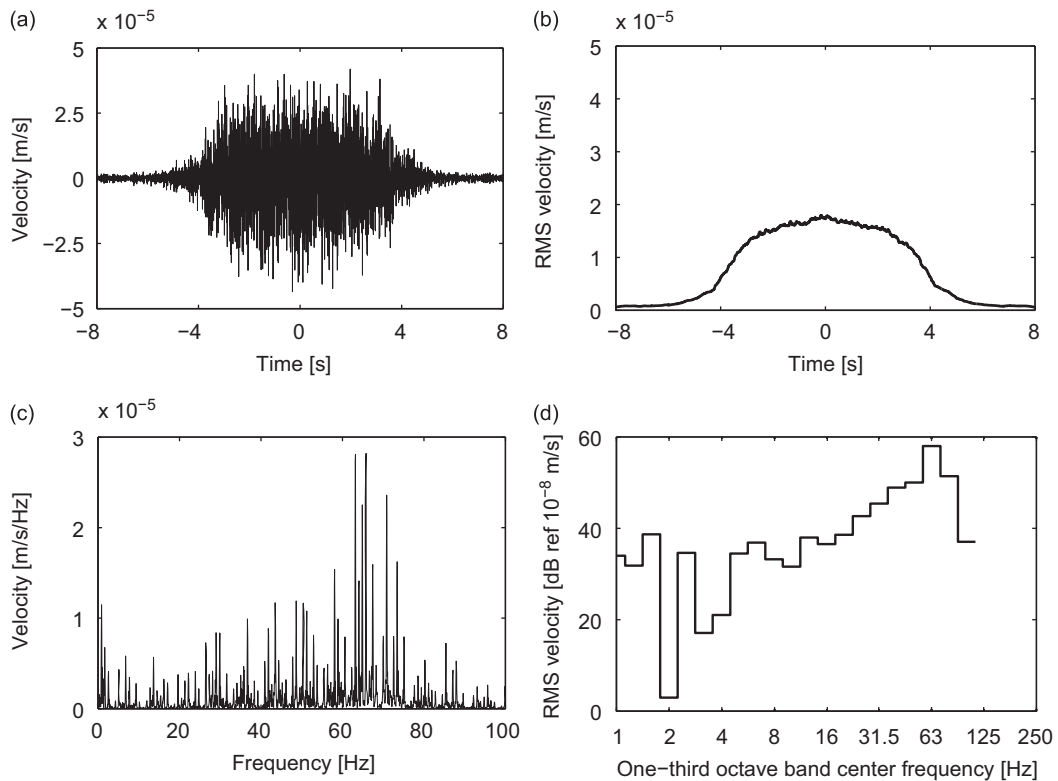 (a)
x 10⁻⁵
5
2.5
0
−2.5
−5
Velocity [m/s]
−8 −4 0 4 8
Time [s]
(b)
x 10⁻⁵
5
4
3
2
1
0
RMS velocity [m/s]
−8 −4 0 4 8
Time [s]
(c)
x 10⁻⁵
3
2
1
0
Velocity [m/s/Hz]
0 20 40 60 80 100
Frequency [Hz]
(d)
60
40
20
0
RMS velocity [dB ref 10⁻⁸ m/s]
1 2 4 8 16 31.5 63 125 250
One−third octave band center frequency [Hz]